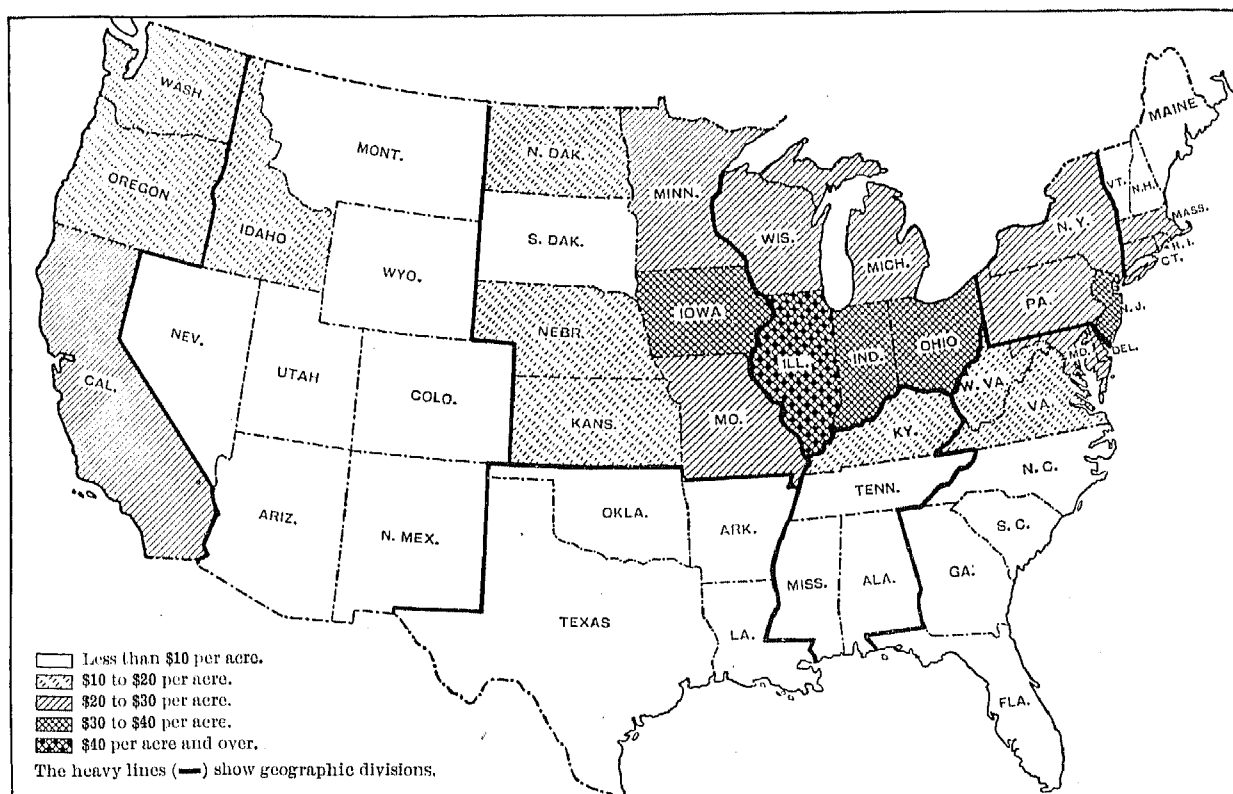 WASH.
OREGON
CAL.
IDAHO
NEV.
MONT.
WYO.
UTAH
COLO.
ARIZ.
N. MEX.
N. DAK.
S. DAK.
NEBR.
KANS.
OKLA.
TEXAS
MINN.
IOWA
MO.
ARK.
LA.
WIS.
ILL.
MICH.
IND.
OHIO
KY.
TENN.
MISS.
ALA.
MAINE
VT.
N.H.
MASS.
R.I.
CT.
N.Y.
PA.
N.J.
DEL.
MD.
W. VA.
VA.
N. C.
S. C.
GA.
FLA.
Less than $10 per acre.
$10 to $20 per acre.
$20 to $30 per acre.
$30 to $40 per acre.
$40 per acre and over.
The heavy lines (━) show geographic divisions.